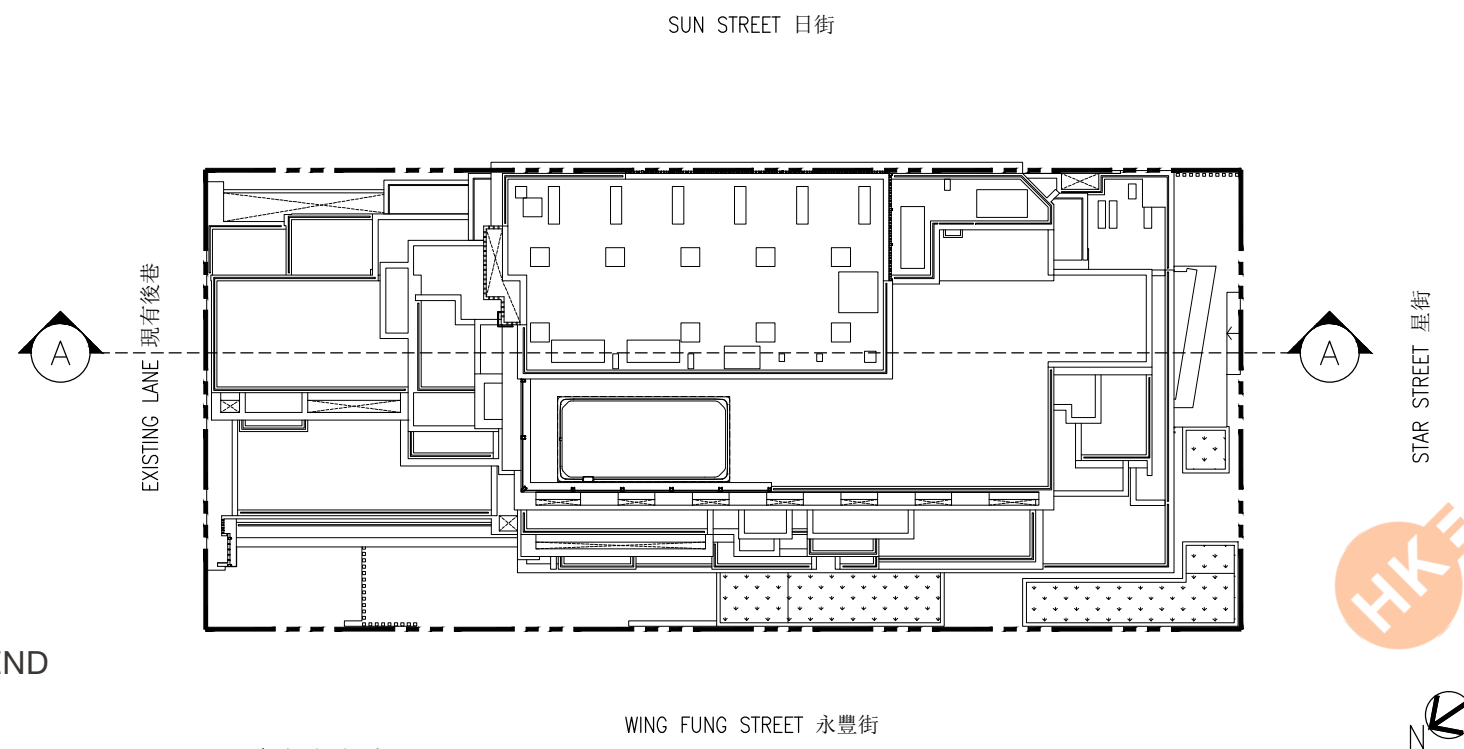 SUN STREET 日街
EXISTING LANE 現有後巷
A
A
STAR STREET 星街
HKE
END
WING FUNG STREET 永豐街
N